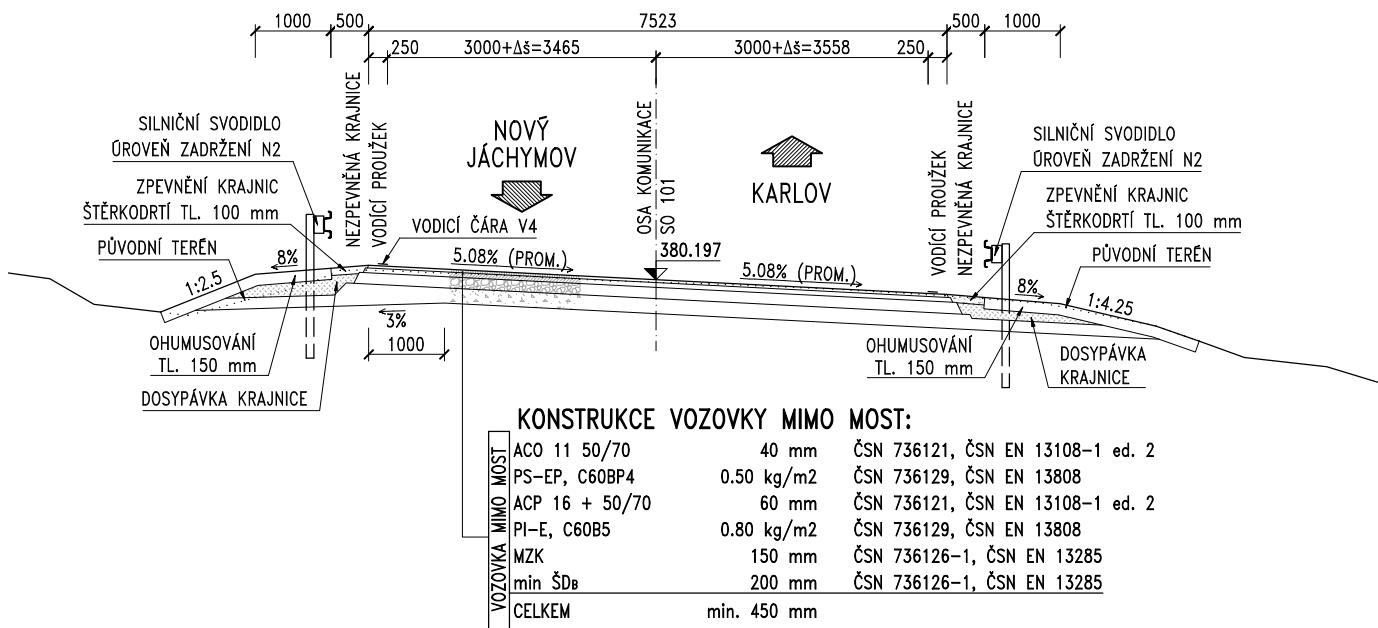 1000 500 7523 500 1000
250 3000+Δš=3465 3000+Δš=3558 250
SILNIČNÍ SVODIDLO
ÚROVEŇ ZADRŽENÍ N2
ZPEVNĚNÍ KRAJNIC
ŠTĚRKODRTÍ TL. 100 mm
PŮVODNÍ TERÉN
NEZPEVNĚNÁ KRAJNICE
VODÍCÍ PROUŽEK
NOVÝ
JÁCHYMOV
VODICÍ ČÁRA V4
OSA KOMUNIKACE
SO 101
KARLOV
VODÍCÍ PROUŽEK
NEZPEVNĚNÁ KRAJNICE
SILNIČNÍ SVODIDLO
ÚROVEŇ ZADRŽENÍ N2
ZPEVNĚNÍ KRAJNIC
ŠTĚRKODRTÍ TL. 100 mm
PŮVODNÍ TERÉN
1:2.5
8%
5.08% (PROM.)
380.197
5.08% (PROM.)
8%
1:4.25
3%
1000
OHUMUSOVÁNÍ
TL. 150 mm
DOSYPÁVKA KRAJNICE
OHUMUSOVÁNÍ
TL. 150 mm
DOSYPÁVKA
KRAJNICE
KONSTRUKCE VOZOVKY MIMO MOST:
VOZOVKA MIMO MOST
ACO 11 50/70 40 mm ČSN 736121, ČSN EN 13108-1 ed. 2
PS-EP, C60BP4 0.50 kg/m2 ČSN 736129, ČSN EN 13808
ACP 16 + 50/70 60 mm ČSN 736121, ČSN EN 13108-1 ed. 2
PI-E, C60B5 0.80 kg/m2 ČSN 736129, ČSN EN 13808
MZK 150 mm ČSN 736126-1, ČSN EN 13285
min ŠDB 200 mm ČSN 736126-1, ČSN EN 13285
CELKEM min. 450 mm